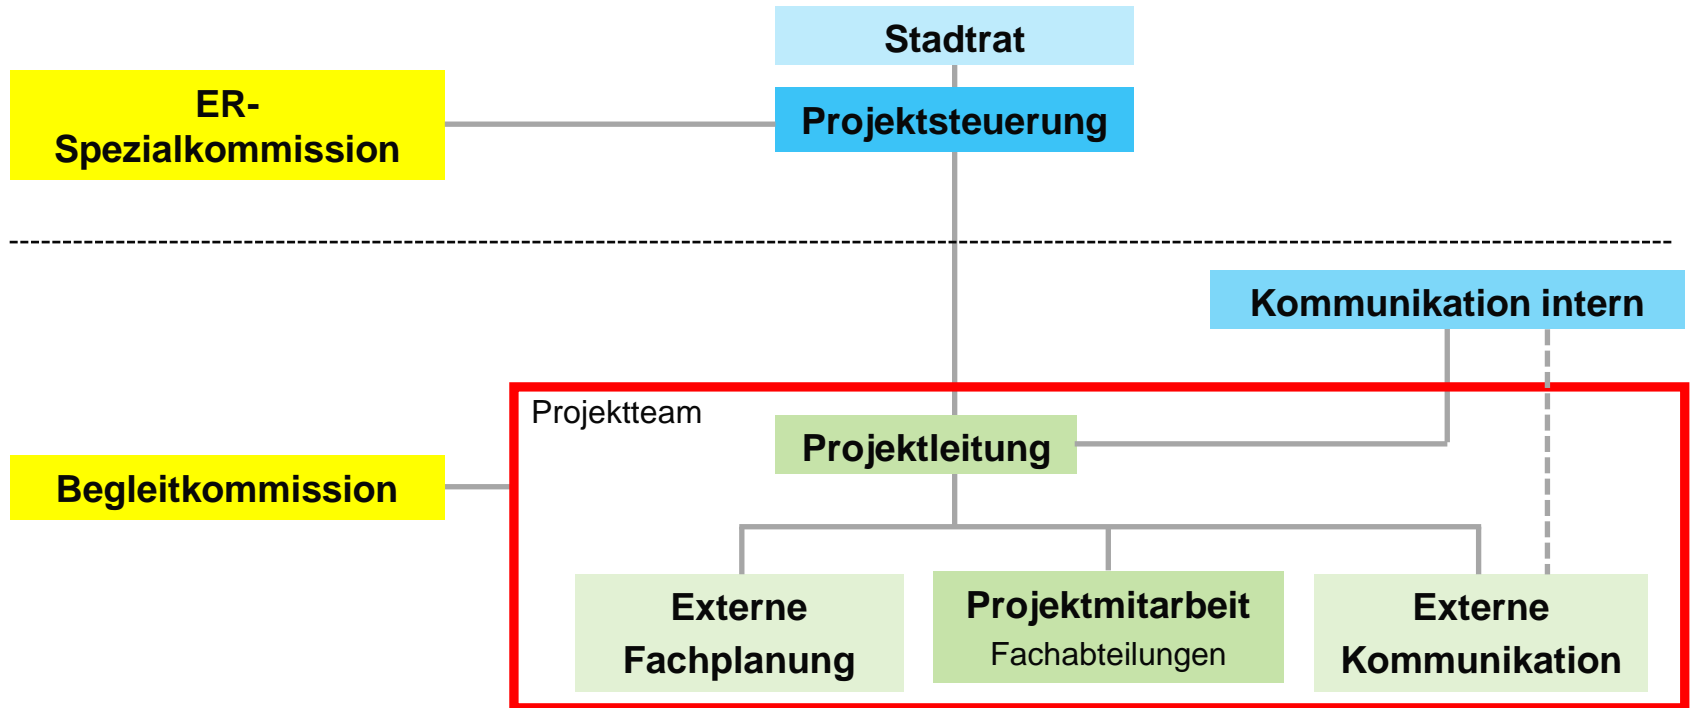 Stadtrat
ER-
Spezialkommission
Projektsteuerung
Kommunikation intern
Projektteam
Projektleitung
Begleitkommission
Externe
Fachplanung
Projektmitarbeit
Fachabteilungen
Externe
Kommunikation